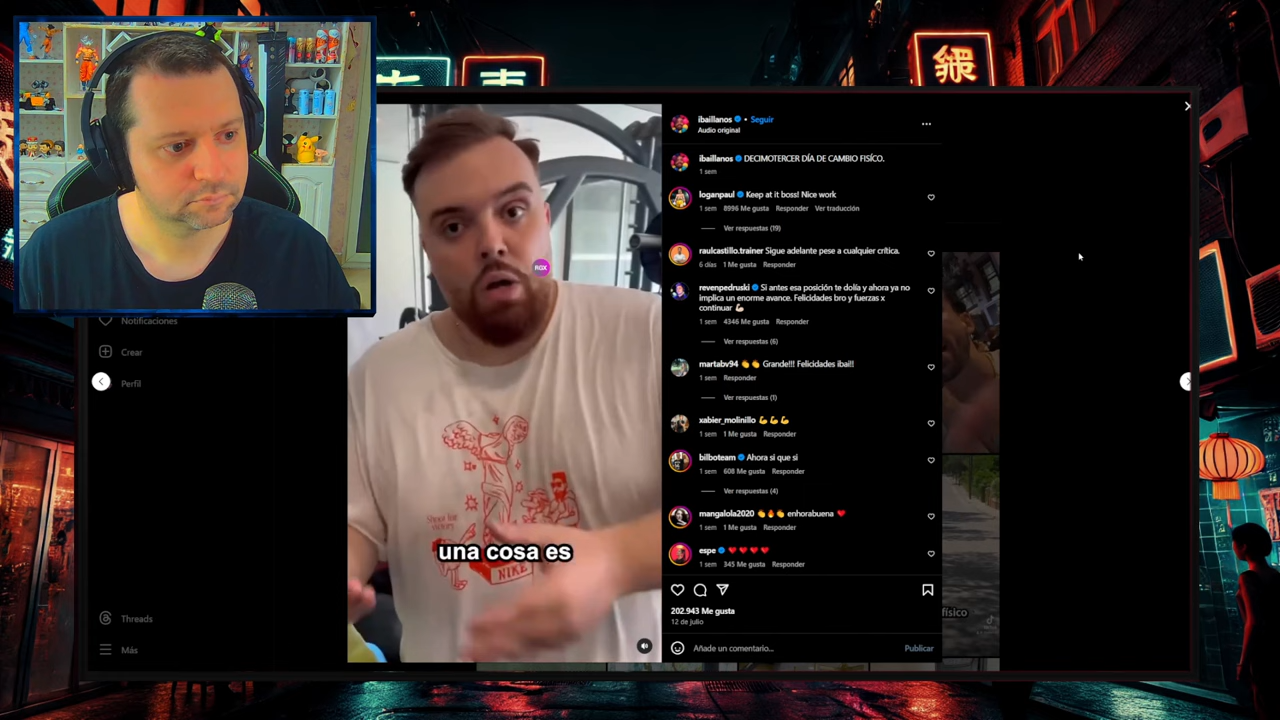 ibaillanos • Seguir
Audio original
ibaillanos DECIMOTERCER DÍA DE CAMBIO FISÍCO.
1 sem
loganpaul Keep at it boss! Nice work
1 sem 8996 Me gusta Responder Ver traducción
Ver respuestas (19)
raulcastillo.trainer Sigue adelante pese a cualquier crítica.
6 días 1 Me gusta Responder
revenpedruski Si antes esa posición te dolía y ahora ya no
implica un enorme avance. Felicidades bro y fuerzas x
continuar 💪🏻
1 sem 4346 Me gusta Responder
Ver respuestas (6)
martabv94 👏 👏 Grande!!! Felicidades ibai!!
1 sem Responder
Ver respuestas (1)
xabier_molinillo 💪 💪 💪
1 sem 1 Me gusta Responder
bilboteam Ahora si que si
1 sem 608 Me gusta Responder
Ver respuestas (4)
mangalola2020 👏🔥👏 enhorabuena ❤️
1 sem 1 Me gusta Responder
espe ❤️ ❤️ ❤️ ❤️
1 sem 345 Me gusta Responder
202.943 Me gusta
12 de julio
Añade un comentario...
Publicar
Notificaciones
Crear
Perfil
Threads
Más
RGX
una cosa es
NIKE
físico